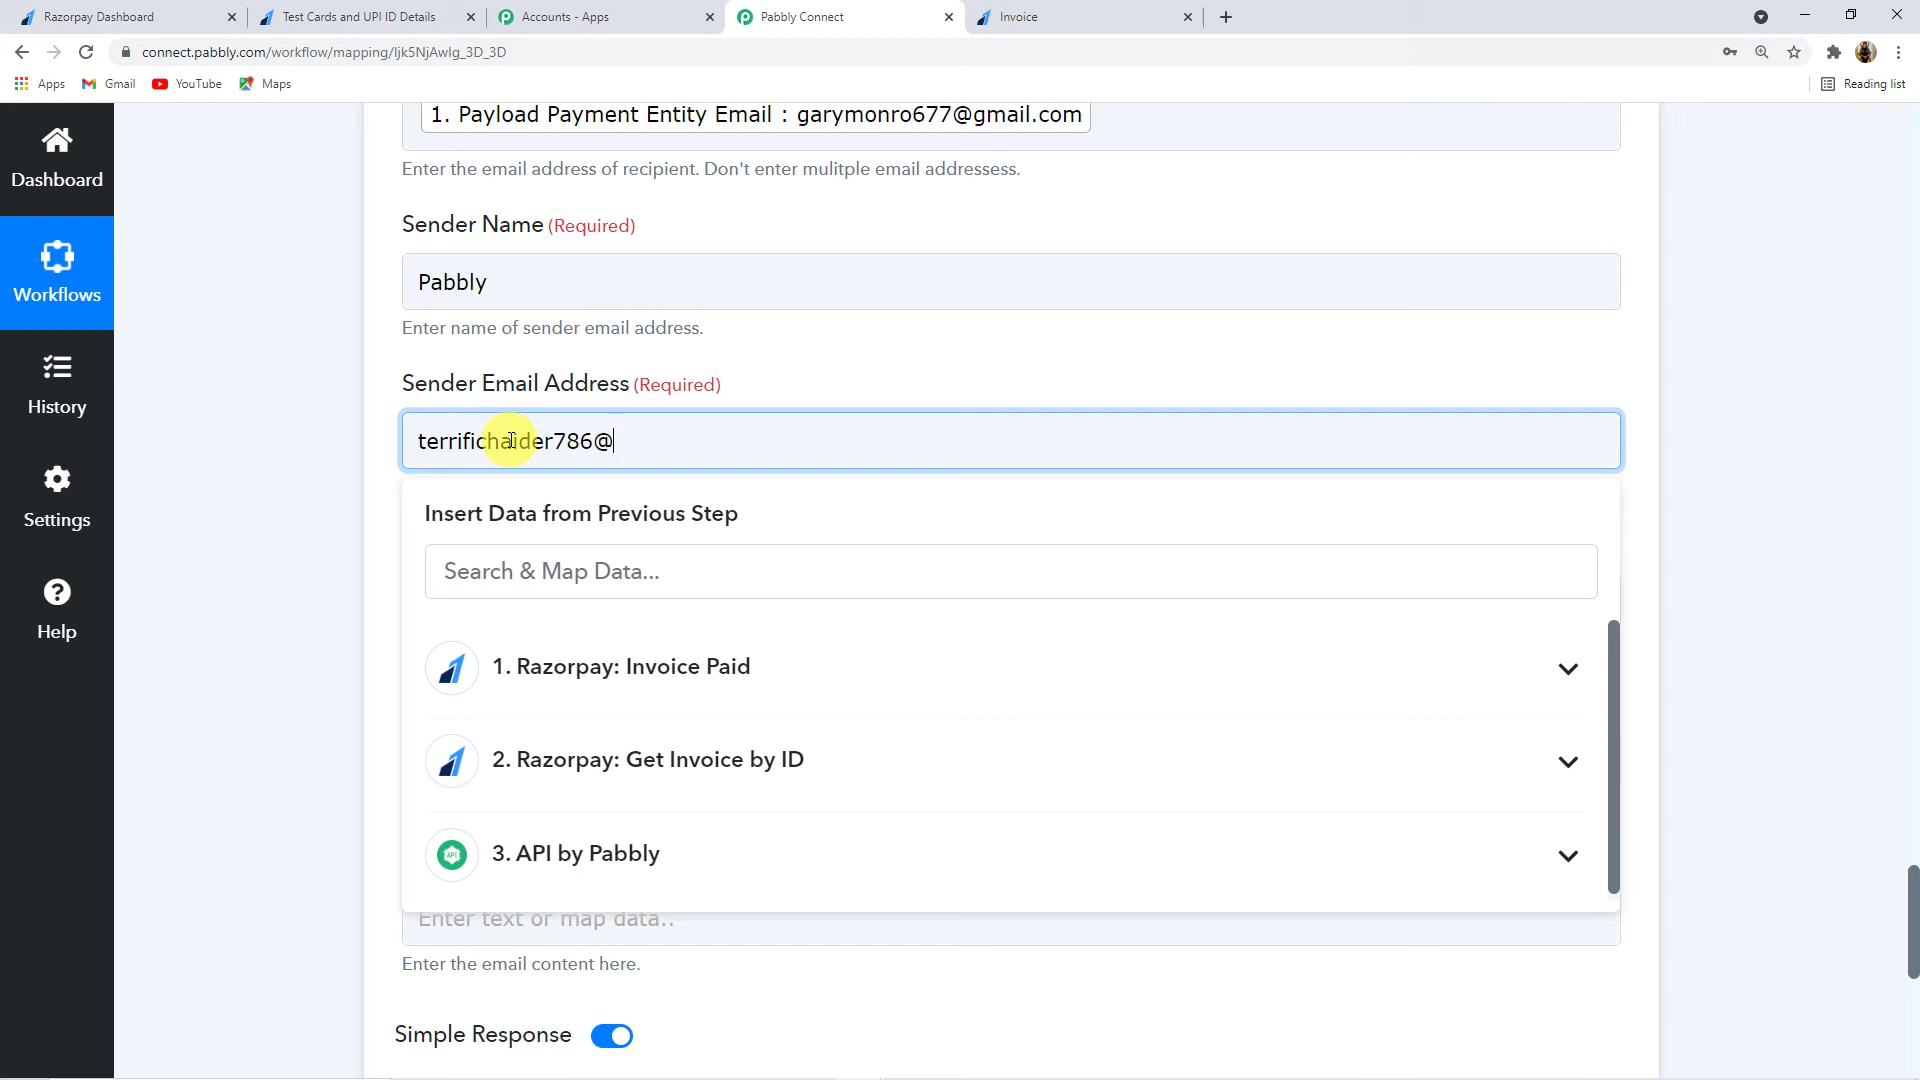 Razorpay Dashboard
Test Cards and UPI ID Details
Accounts - Apps
Pabbly Connect
Invoice
connect.pabbly.com/workflow/mapping/Ijk5NjAwIg_3D_3D
Apps
Gmail
YouTube
Maps
Reading list
Dashboard
Workflows
History
Settings
Help
1. Payload Payment Entity Email : garymonro677@gmail.com
Enter the email address of recipient. Don't enter mulitple email addressess.
Sender Name (Required)
Pabbly
Enter name of sender email address.
Sender Email Address (Required)
terrifichaider786@
Insert Data from Previous Step
Search & Map Data...
1. Razorpay: Invoice Paid
2. Razorpay: Get Invoice by ID
API
3. API by Pabbly
Enter text or map data..
Enter the email content here.
Simple Response